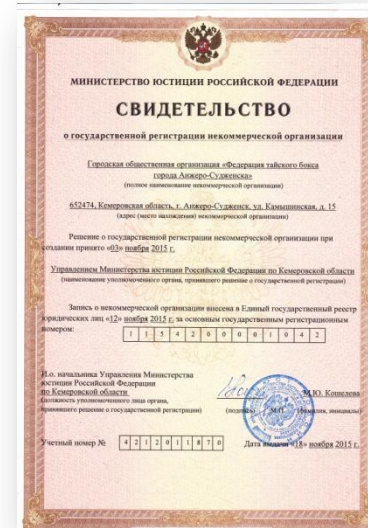 МИНИСТЕРСТВО ЮСТИЦИИ РОССИЙСКОЙ ФЕДЕРАЦИИ
СВИДЕТЕЛЬСТВО
о государственной регистрации некоммерческой организации
Городская общественная организация «Федерация тайского бокса
города Анжеро-Судженска»
(полное наименование некоммерческой организации)
652474, Кемеровская область, г. Анжеро-Судженск, ул. Камышинская, д. 15
(адрес (место нахождения) некоммерческой организации)
Решение о государственной регистрации некоммерческой организации при
создании принято «03» ноября 2015 г.
Управлением Министерства юстиции Российской Федерации по Кемеровской области
(наименование уполномоченного органа, принявшего решение о государственной регистрации)
Запись о некоммерческой организации внесена в Единый государственный реестр
юридических лиц «12» ноября 2015 г. за основным государственным регистрационным
номером: 1 1 5 4 2 0 0 0 0 1 0 4 2
И.о. начальника Управления Министерства
юстиции Российской Федерации
по Кемеровской области М.Ю. Кошелева
(должность уполномоченного лица органа,
принявшего решение о государственной регистрации) (подпись) М.П. (фамилия, инициалы)
Учетный номер № 4 2 1 2 0 1 1 8 7 0 Дата выдачи «18» ноября 2015 г.